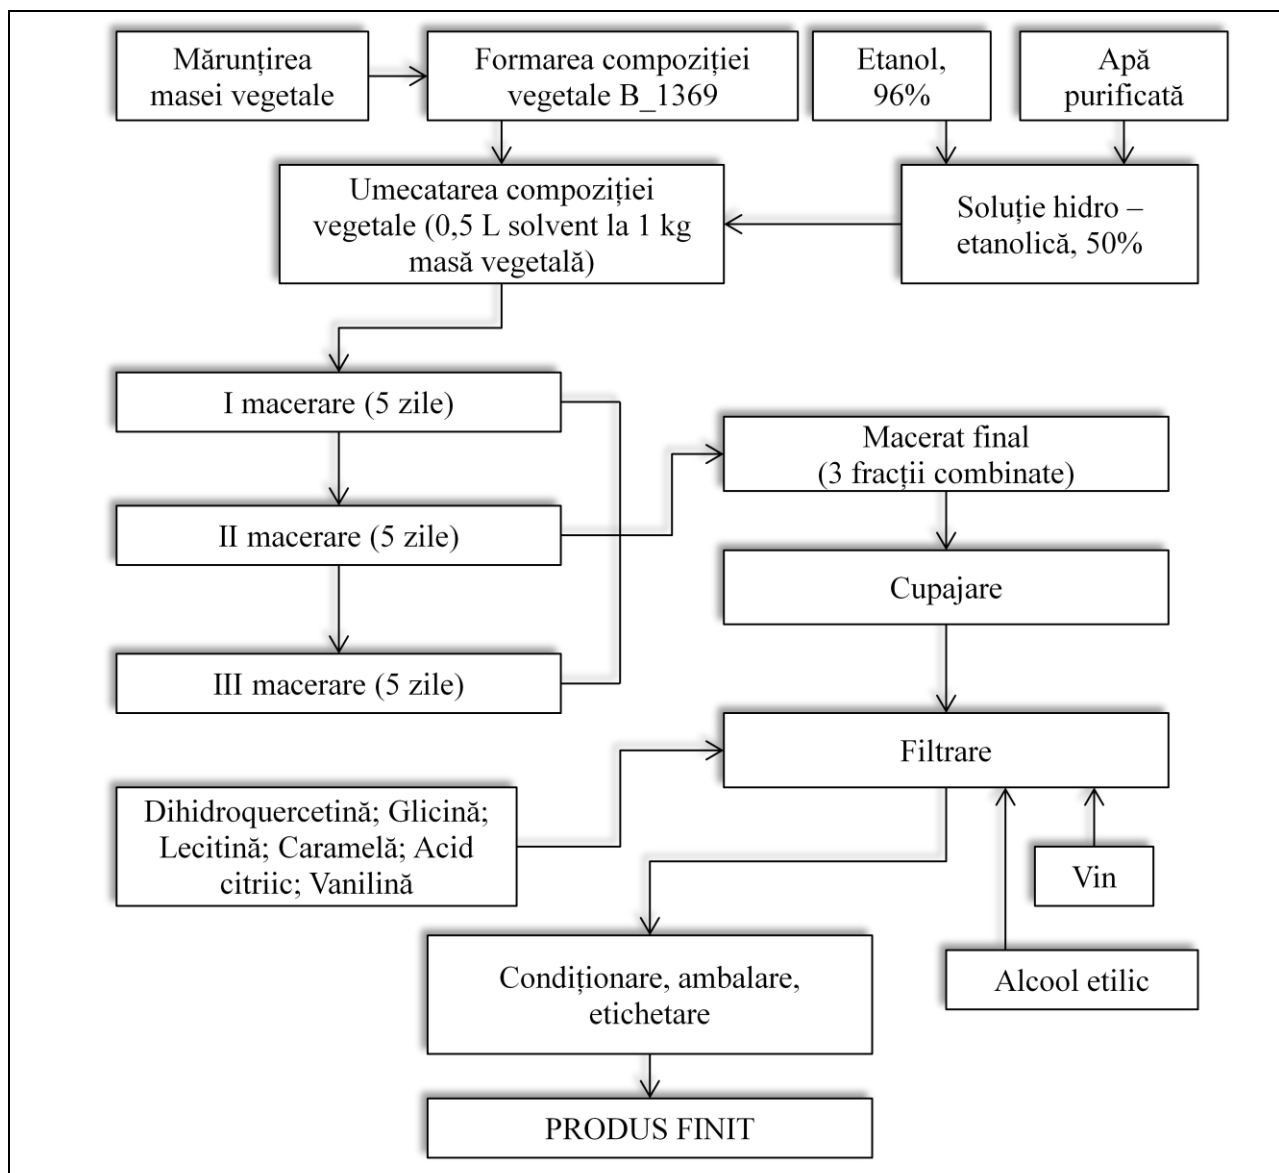 Mărunțirea
masei vegetale
Formarea compoziției
vegetale B_1369
Etanol,
96%
Apă
purificată
Umecatarea compoziției
vegetale (0,5 L solvent la 1 kg
masă vegetală)
Soluție hidro –
etanolică, 50%
I macerare (5 zile)
Macerat final
(3 fracții combinate)
II macerare (5 zile)
Cupajare
III macerare (5 zile)
Filtrare
Dihidroquercetină; Glicină;
Lecitină; Caramelă; Acid
citriic; Vanilină
Vin
Alcool etilic
Condiționare, ambalare,
etichetare
PRODUS FINIT